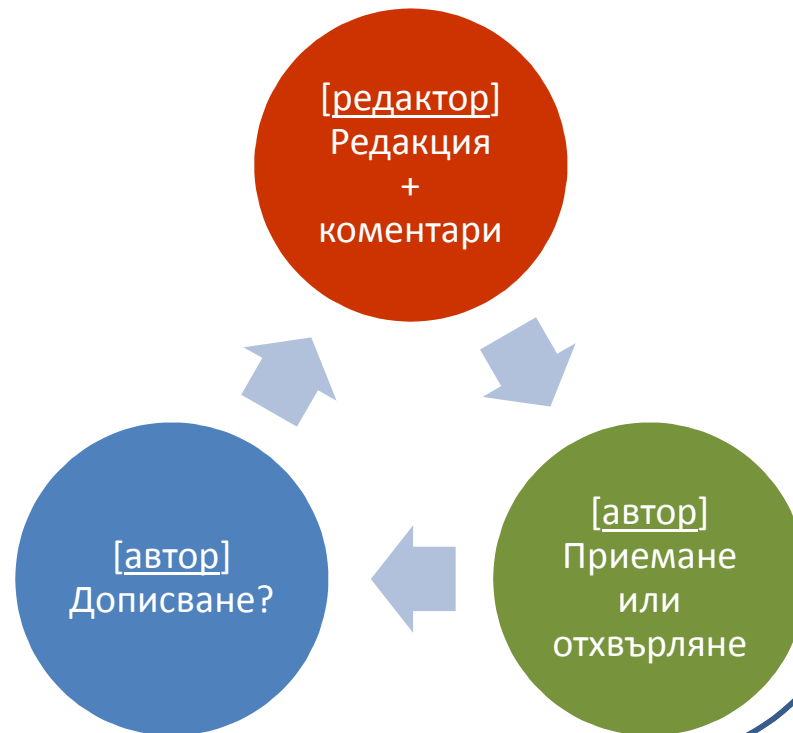 [редактор]
Редакция
+
коментари
[автор]
Приемане
или
отхвърляне
[автор]
Дописване?